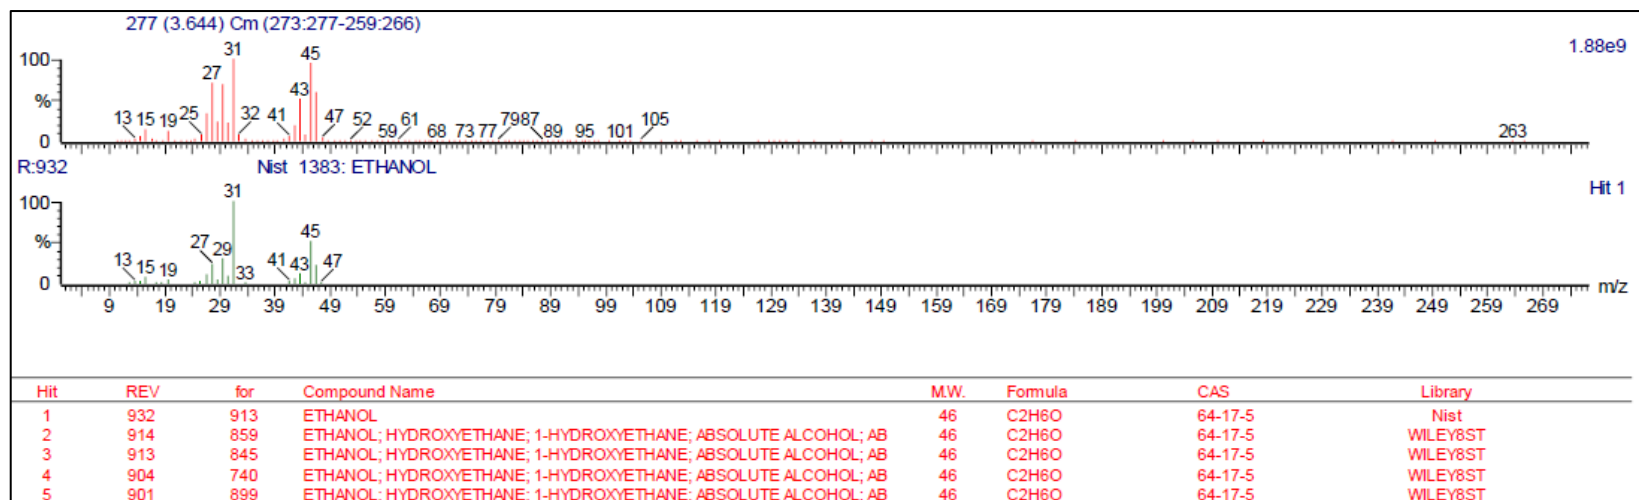 277 (3.644) Cm (273:277-259:266)
1.88e9
100
%
0
13 15 19 25 27 31 32 41 43 45 47 52 59 61 68 73 77 79 87 89 95 101 105 263
R:932 Nist 1383: ETHANOL
Hit 1
100
%
0
13 15 19 27 29 31 33 41 43 45 47
m/z
9 19 29 39 49 59 69 79 89 99 109 119 129 139 149 159 169 179 189 199 209 219 229 239 249 259 269
Hit REV for Compound Name M.W. Formula CAS Library
1 932 913 ETHANOL 46 C2H6O 64-17-5 Nist
2 914 859 ETHANOL; HYDROXYETHANE; 1-HYDROXYETHANE; ABSOLUTE ALCOHOL; AB 46 C2H6O 64-17-5 WILEY8ST
3 913 845 ETHANOL; HYDROXYETHANE; 1-HYDROXYETHANE; ABSOLUTE ALCOHOL; AB 46 C2H6O 64-17-5 WILEY8ST
4 904 740 ETHANOL; HYDROXYETHANE; 1-HYDROXYETHANE; ABSOLUTE ALCOHOL; AB 46 C2H6O 64-17-5 WILEY8ST
5 901 899 ETHANOL; HYDROXYETHANE; 1-HYDROXYETHANE; ABSOLUTE ALCOHOL; AB 46 C2H6O 64-17-5 WILEY8ST